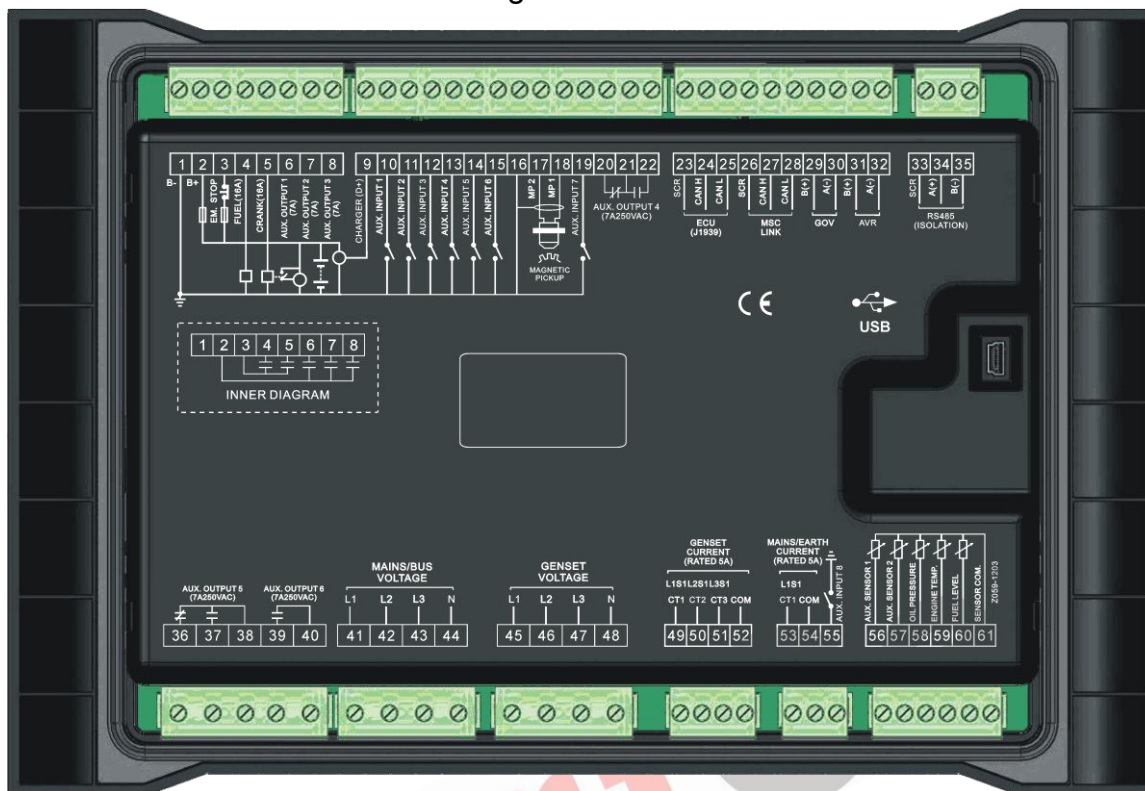 1 2 3 4 5 6 7 8
B-
B+
EM. STOP
FUEL(16A)
CRANK(16A)
AUX. OUTPUT 1
(7A)
AUX. OUTPUT 2
(7A)
AUX. OUTPUT 3
(7A)
9 10 11 12 13 14 15 16 17 18 19 20 21 22
CHARGER (D+)
AUX. INPUT 1
AUX. INPUT 2
AUX. INPUT 3
AUX. INPUT 4
AUX. INPUT 5
AUX. INPUT 6
MP 2
MP 1
MAGNETIC
PICKUP
AUX. INPUT 7
AUX. OUTPUT 4
(7A250VAC)
23 24 25 26 27 28 29 30 31 32
SCR
CAN H
CAN L
SCR
CAN H
CAN L
B(+)
A(-)
B(+)
A(-)
ECU
(J1939)
MSC
LINK
GOV
AVR
33 34 35
SCR
A(+)
B(-)
RS485
(ISOLATION)
CE
USB
1 2 3 4 5 6 7 8
INNER DIAGRAM
AUX. OUTPUT 5
(7A250VAC)
36 37 38
AUX. OUTPUT 6
(7A250VAC)
39 40
MAINS/BUS
VOLTAGE
L1 L2 L3 N
41 42 43 44
GENSET
VOLTAGE
L1 L2 L3 N
45 46 47 48
GENSET
CURRENT
(RATED 5A)
L1S1 L2S1 L3S1
CT1 CT2 CT3 COM
49 50 51 52
MAINS/EARTH
CURRENT
(RATED 5A)
L1S1
CT1 COM
AUX. INPUT 8
53 54 55
AUX. SENSOR 1
AUX. SENSOR 2
OIL PRESSURE
ENGINE TEMP.
FUEL LEVEL
SENSOR COM.
56 57 58 59 60 61
Z059-1203